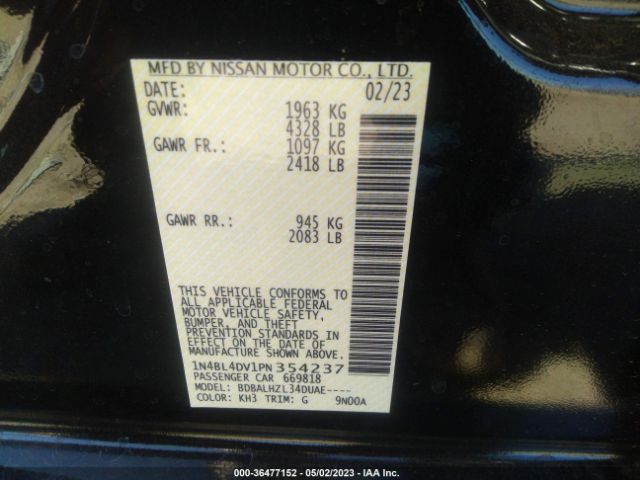 MFD BY NISSAN MOTOR CO., LTD.
DATE: 02/23
GVWR: 1963 KG
4328 LB
GAWR FR.: 1097 KG
2418 LB
GAWR RR.: 945 KG
2083 LB
THIS VEHICLE CONFORMS TO
ALL APPLICABLE FEDERAL
MOTOR VEHICLE SAFETY,
BUMPER, AND THEFT
PREVENTION STANDARDS IN
EFFECT ON THE DATE OF
MANUFACTURE SHOWN ABOVE.
1N4BL4DV1PN354237
PASSENGER CAR 669818
MODEL: BDBALHZL34DUAE----
COLOR: KH3 TRIM: G 9N00A
000-36477152 - 05/02/2023 - IAA Inc.